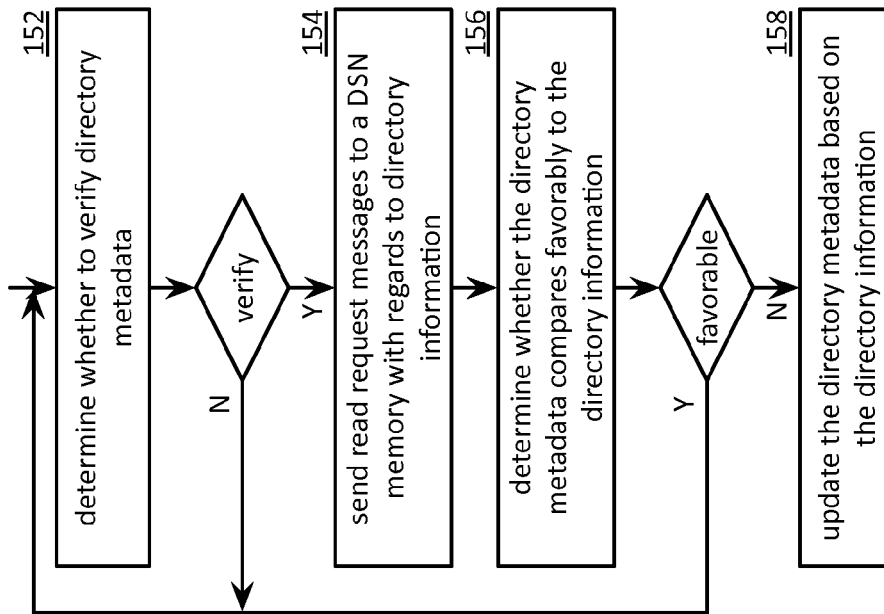 152
determine whether to verify directory
metadata
verify
N
Y
154
send read request messages to a DSN
memory with regards to directory
information
156
determine whether the directory
metadata compares favorably to the
directory information
favorable
Y
N
158
update the directory metadata based on
the directory information